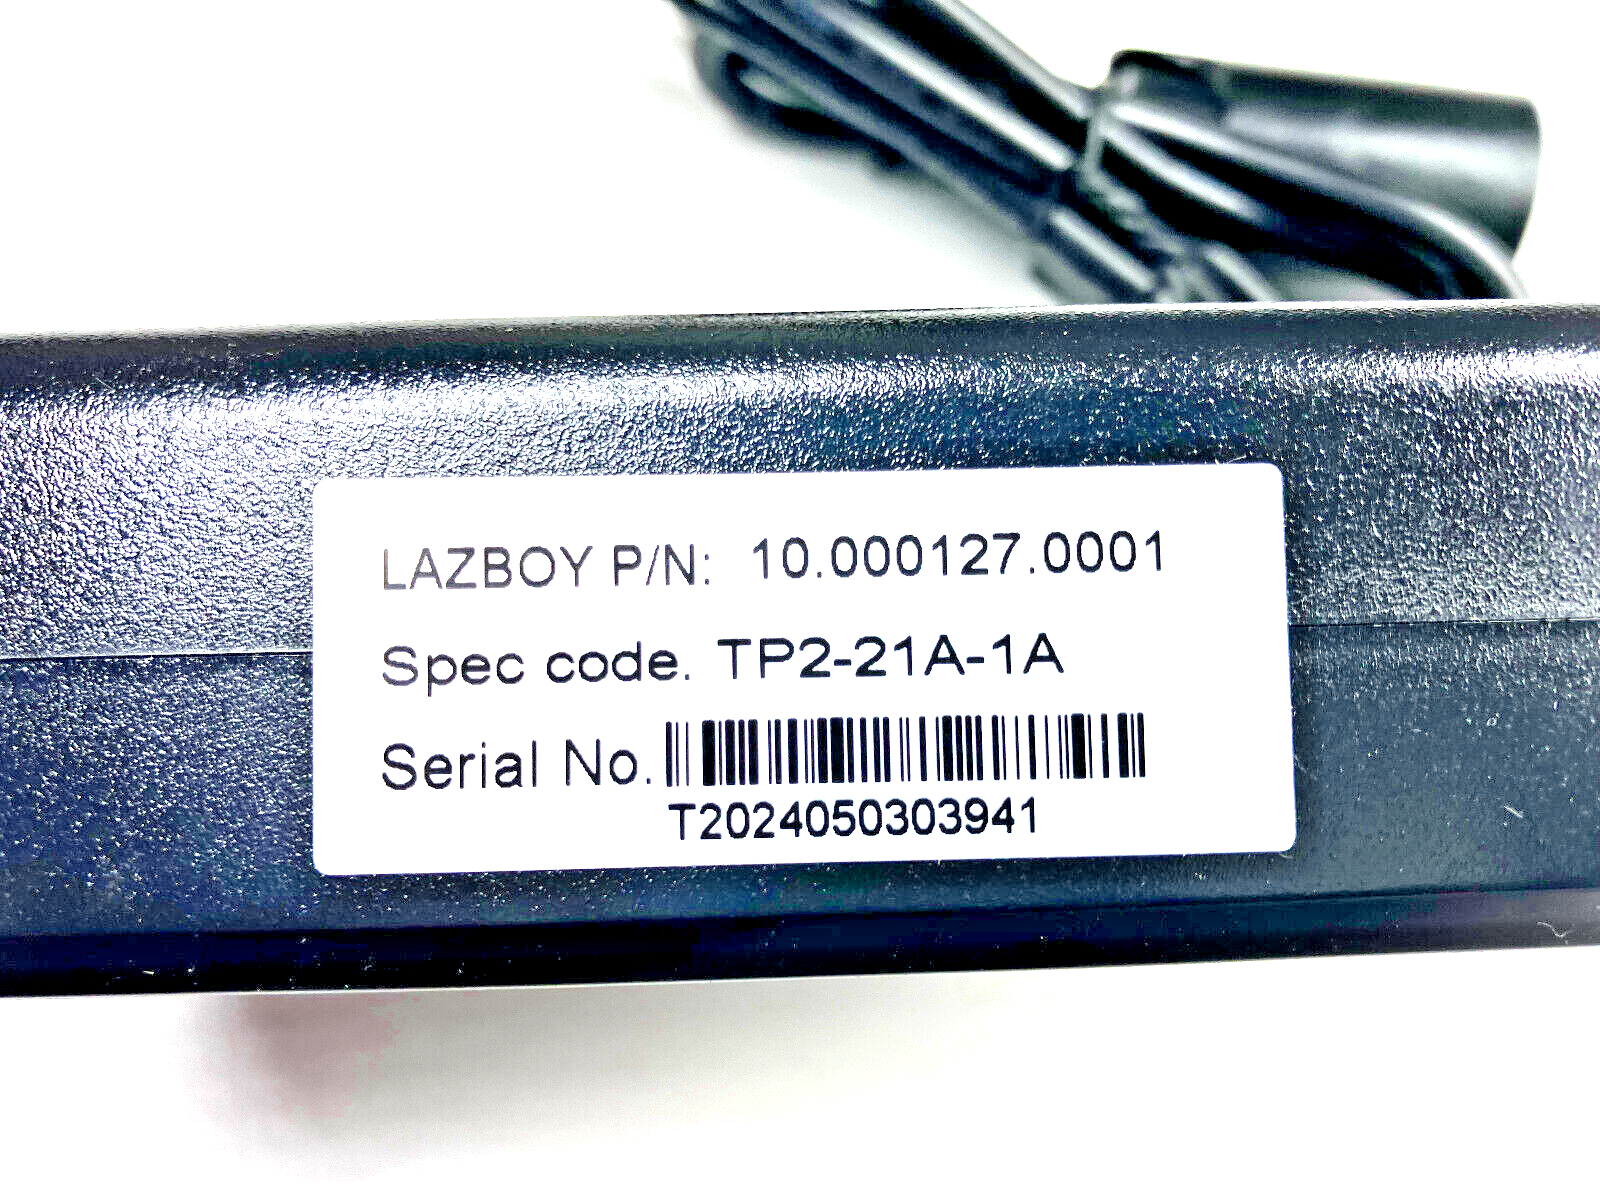 LAZBOY P/N: 10.000127.0001
Spec code. TP2-21A-1A
Serial No.
T2024050303941